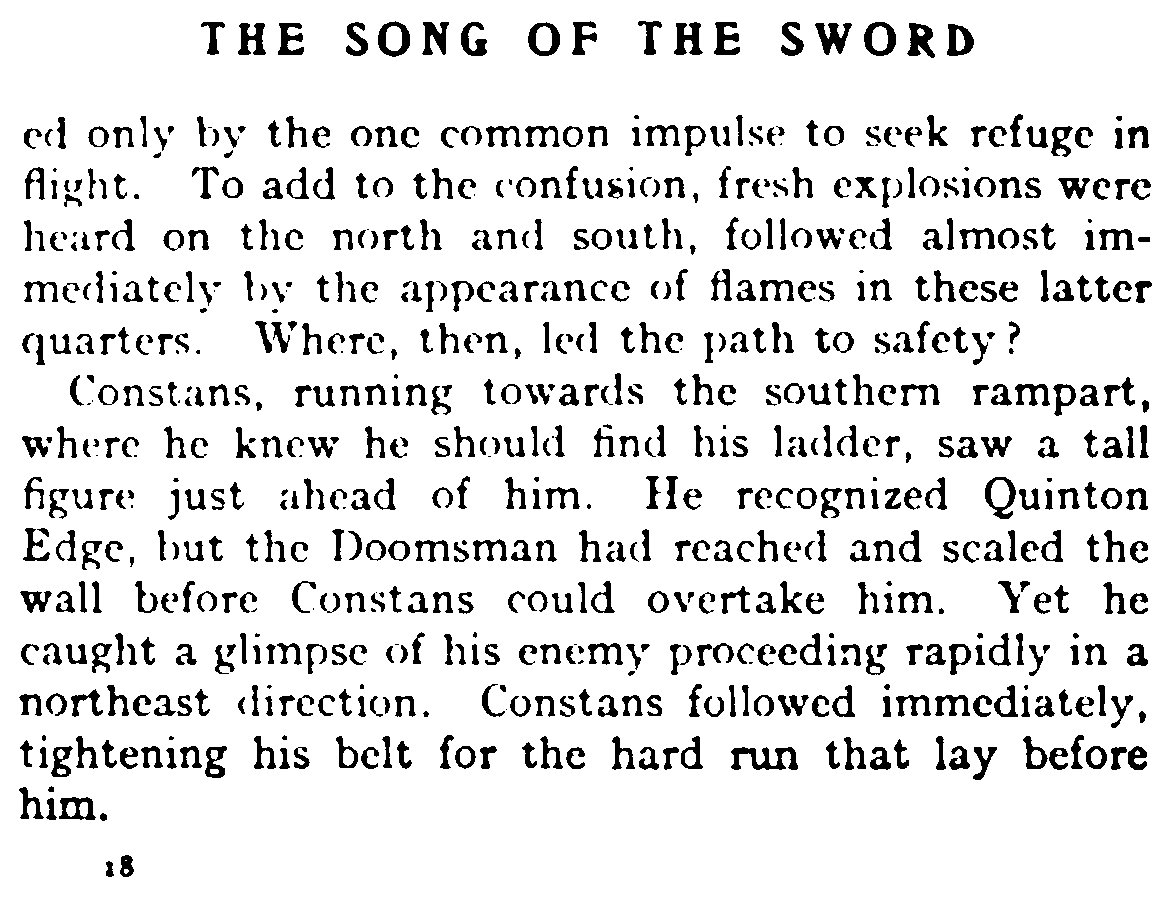 THE SONG OF THE SWORD
ed only by the one common impulse to seek refuge in
flight. To add to the confusion, fresh explosions were
heard on the north and south, followed almost im-
mediately by the appearance of flames in these latter
quarters. Where, then, led the path to safety?
Constans, running towards the southern rampart,
where he knew he should find his ladder, saw a tall
figure just ahead of him. He recognized Quinton
Edge, but the Doomsman had reached and scaled the
wall before Constans could overtake him. Yet he
caught a glimpse of his enemy proceeding rapidly in a
northeast direction. Constans followed immediately,
tightening his belt for the hard run that lay before
him.
18